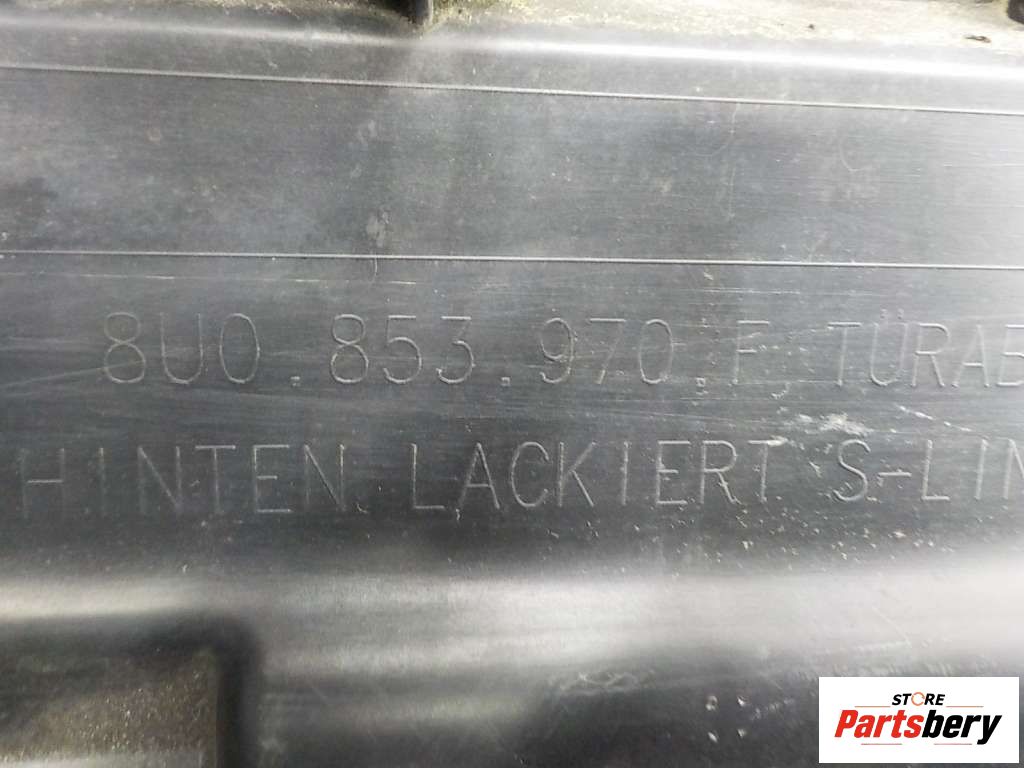 8U0.853.970.F TÜRAB
HINTEN LACKIERT S-LIN
STORE
Partsbery